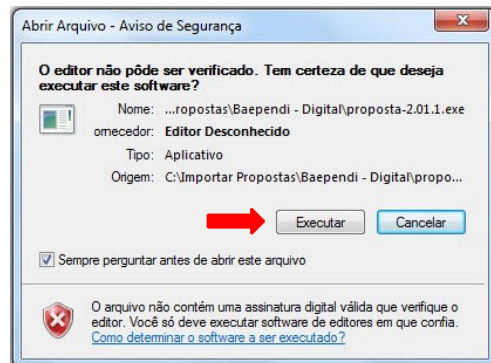 Abrir Arquivo - Aviso de Segurança
O editor não pôde ser verificado. Tem certeza de que deseja
executar este software?
Nome: ...ropostas\Baependi - Digital\proposta-2.01.1.exe
ornecedor: Editor Desconhecido
Tipo: Aplicativo
Origem: C:\Importar Propostas\Baependi - Digital\propo...
Executar Cancelar
Sempre perguntar antes de abrir este arquivo
O arquivo não contém uma assinatura digital válida que verifique o
editor. Você só deve executar software de editores em que confia.
Como determinar o software a ser executado?